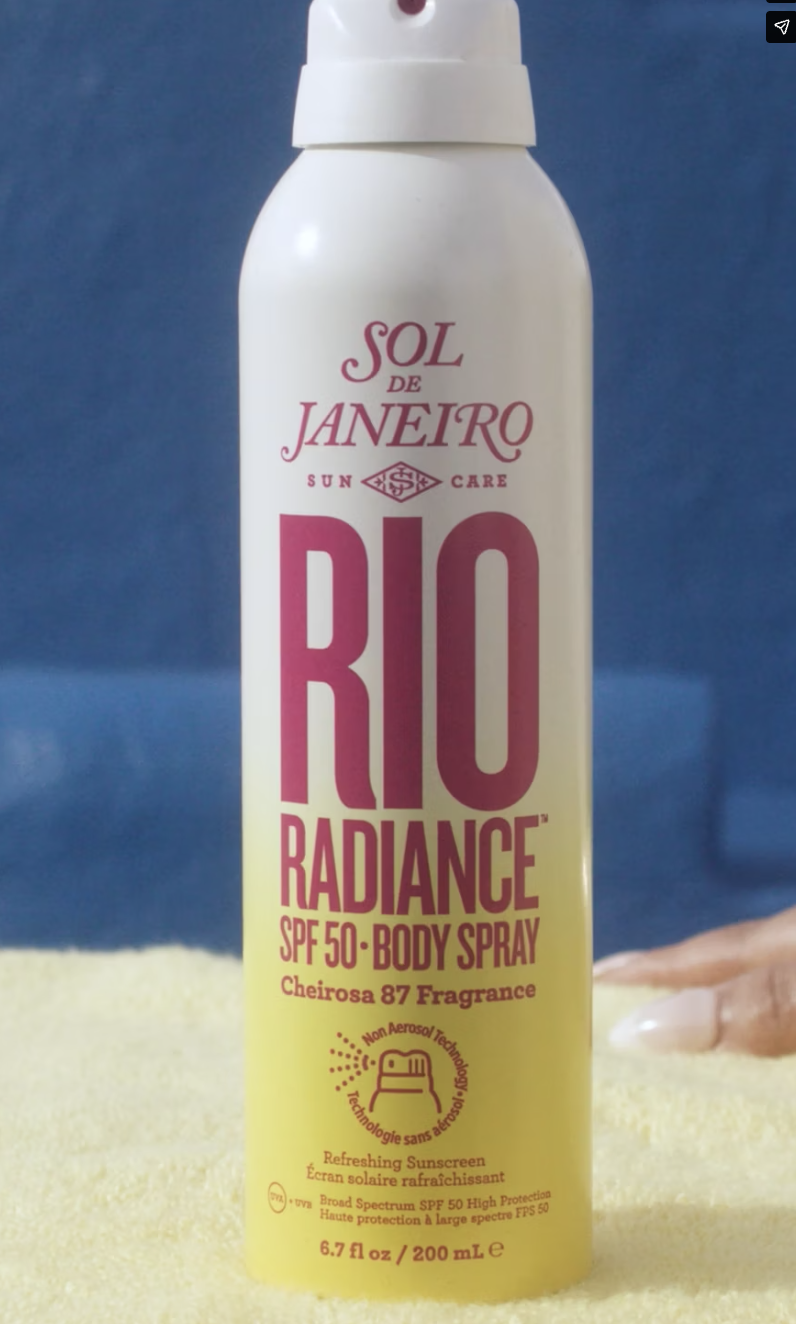 SOL
DE
JANEIRO
SUN CARE
RIO
RADIANCE™
SPF 50 • BODY SPRAY
Cheirosa 87 Fragrance
Non Aerosol Technology •
Technologie sans aérosol •
Refreshing Sunscreen
Écran solaire rafraîchissant
UVA + UVB
Broad Spectrum SPF 50 High Protection
Haute protection à large spectre FPS 50
6.7 fl oz / 200 mL ℮